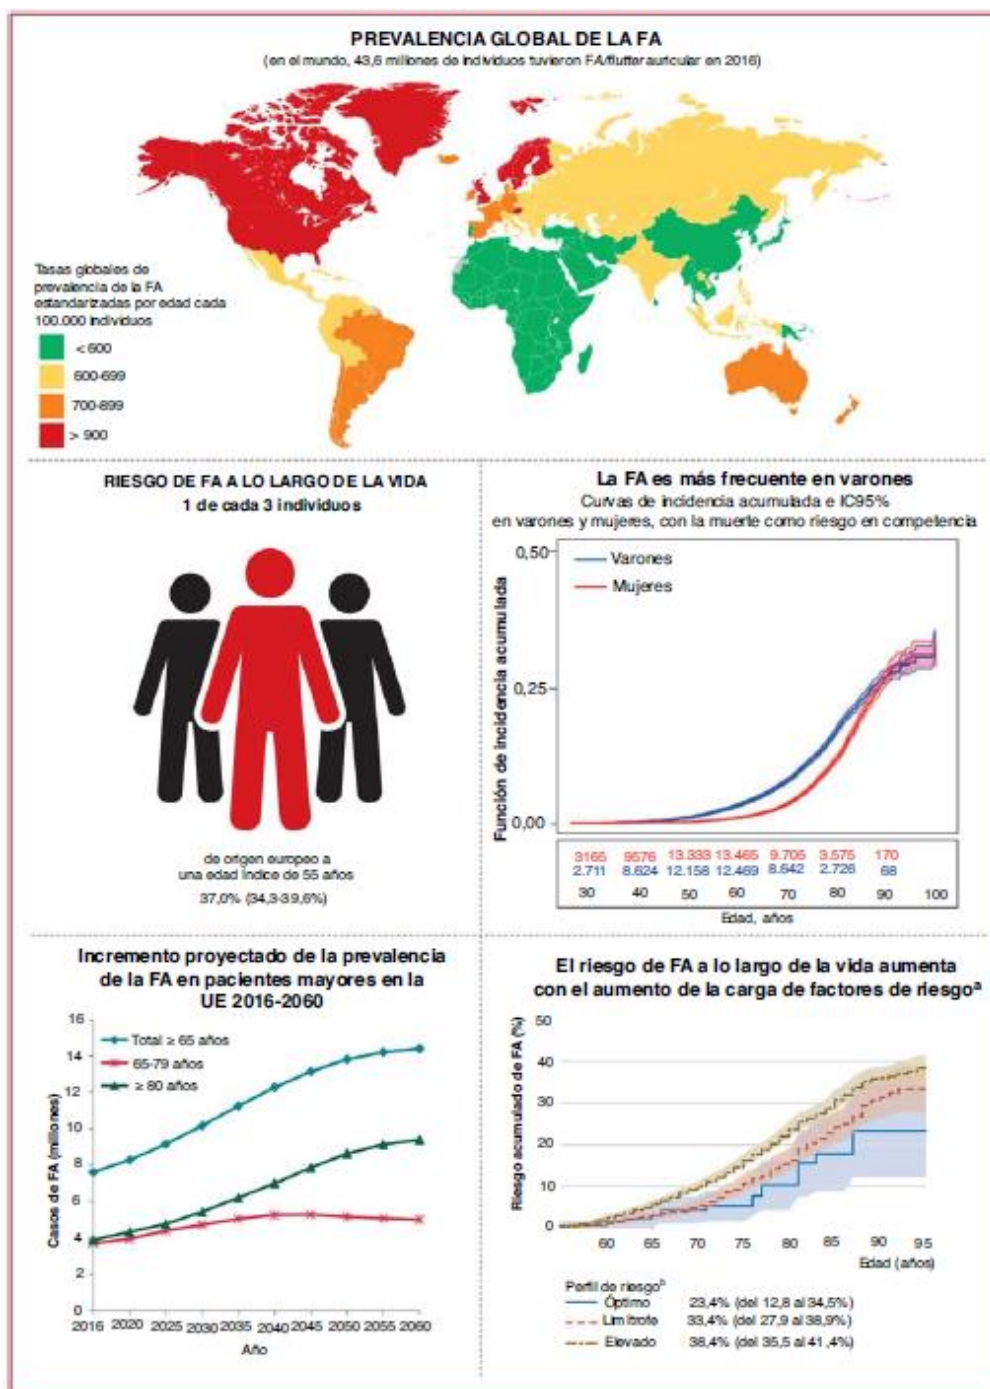 PREVALENCIA GLOBAL DE LA FA
(en el mundo, 43,6 millones de individuos tuvieron FA/flutter auricular en 2016)
Tasas globales de
prevalencia de la FA
estandarizadas por edad cada
100.000 individuos
< 600
600-699
700-899
> 900
RIESGO DE FA A LO LARGO DE LA VIDA
1 de cada 3 individuos
de origen europeo a
una edad índice de 55 años
37,0% (34,3-39,6%)
La FA es más frecuente en varones
Curvas de incidencia acumulada e IC95%
en varones y mujeres, con la muerte como riesgo en competencia
Función de incidencia acumulada
0,50
0,25
0,00
Varones
Mujeres
3165 9576 13.333 13.465 9.705 3.575 170
2.711 8.624 12.158 12.469 8.642 2.726 68
30 40 50 60 70 80 90 100
Edad, años
Incremento proyectado de la prevalencia
de la FA en pacientes mayores en la
UE 2016-2060
Casos de FA (millones)
16
14
12
10
8
6
4
2
0
Total ≥ 65 años
65-79 años
≥ 80 años
2016 2020 2025 2030 2035 2040 2045 2050 2055 2060
Año
El riesgo de FA a lo largo de la vida aumenta
con el aumento de la carga de factores de riesgoª
Riesgo acumulado de FA (%)
50
40
30
20
10
0
60 65 70 75 80 85 90 95
Edad (años)
Perfil de riesgoᵇ
Óptimo 23,4% (del 12,8 al 34,5%)
Limítrofe 33,4% (del 27,9 al 38,9%)
Elevado 38,4% (del 35,5 al 41,4%)